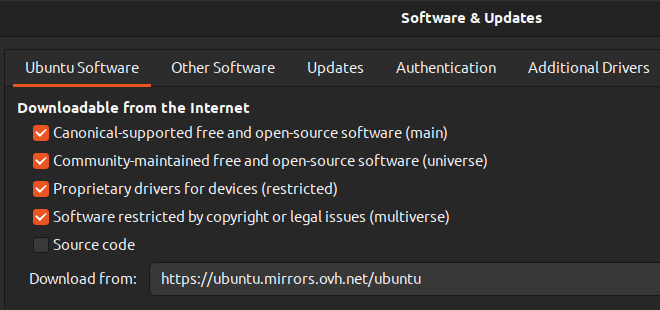 Software & Updates
Ubuntu Software
Other Software
Updates
Authentication
Additional Drivers
Downloadable from the Internet
Canonical-supported free and open-source software (main)
Community-maintained free and open-source software (universe)
Proprietary drivers for devices (restricted)
Software restricted by copyright or legal issues (multiverse)
Source code
Download from: https://ubuntu.mirrors.ovh.net/ubuntu